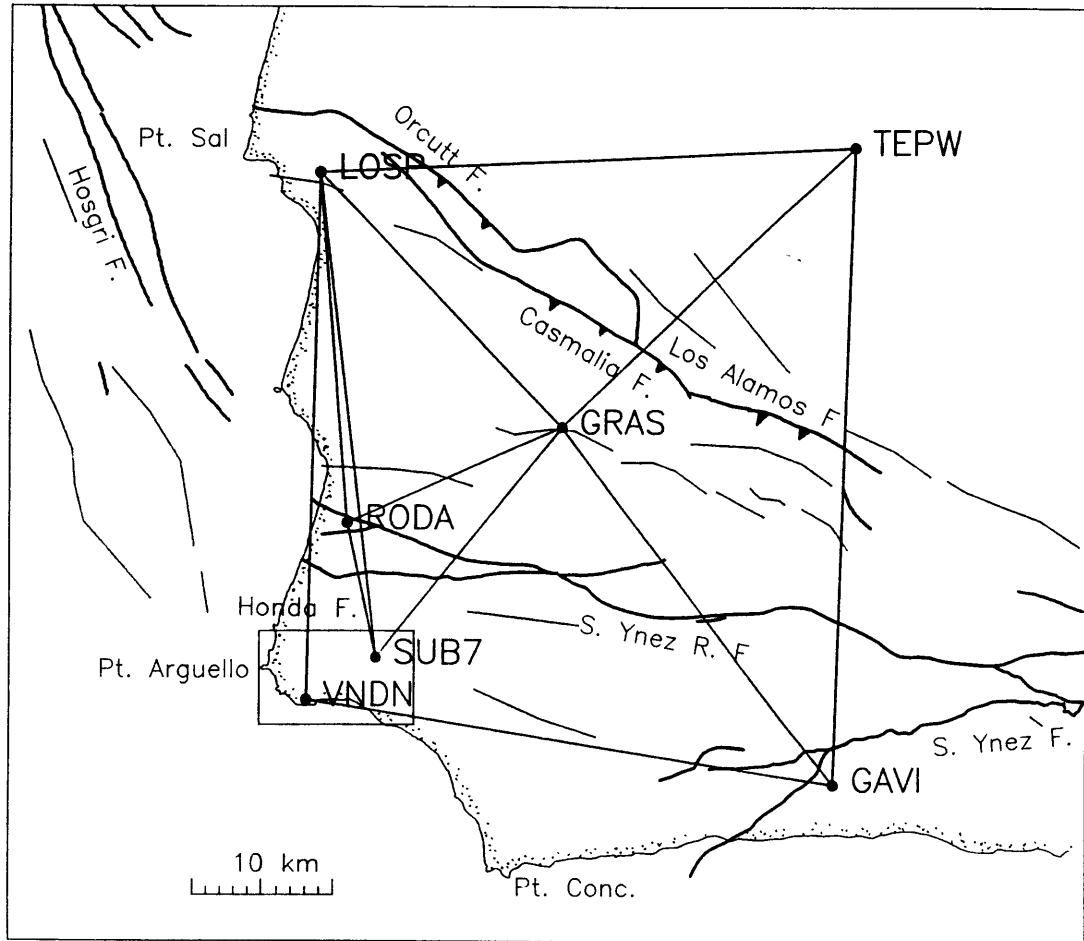 Orcutt F.
Pt. Sal
TEPW
LOSP
Hosgri F.
Casmalia F.
Los Alamos F
GRAS
RODA
Honda F.
S. Ynez R. F
Pt. Arguello
SUB7
VNDN
S. Ynez F.
GAVI
10 km
Pt. Conc.